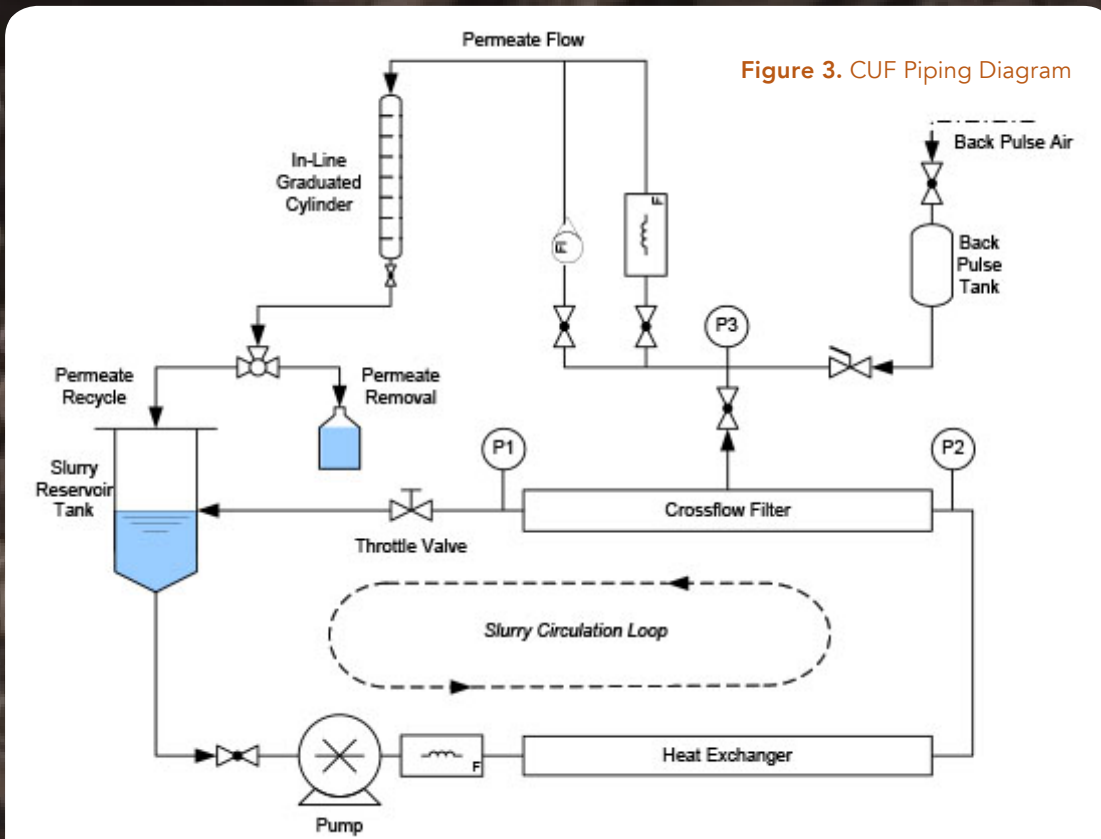 Permeate Flow
Figure 3. CUF Piping Diagram
Back Pulse Air
In-Line
Graduated
Cylinder
F
FI
Back
Pulse
Tank
P3
Permeate
Recycle
Permeate
Removal
P1
P2
Slurry
Reservoir
Tank
Crossflow Filter
Throttle Valve
Slurry Circulation Loop
F
Heat Exchanger
Pump